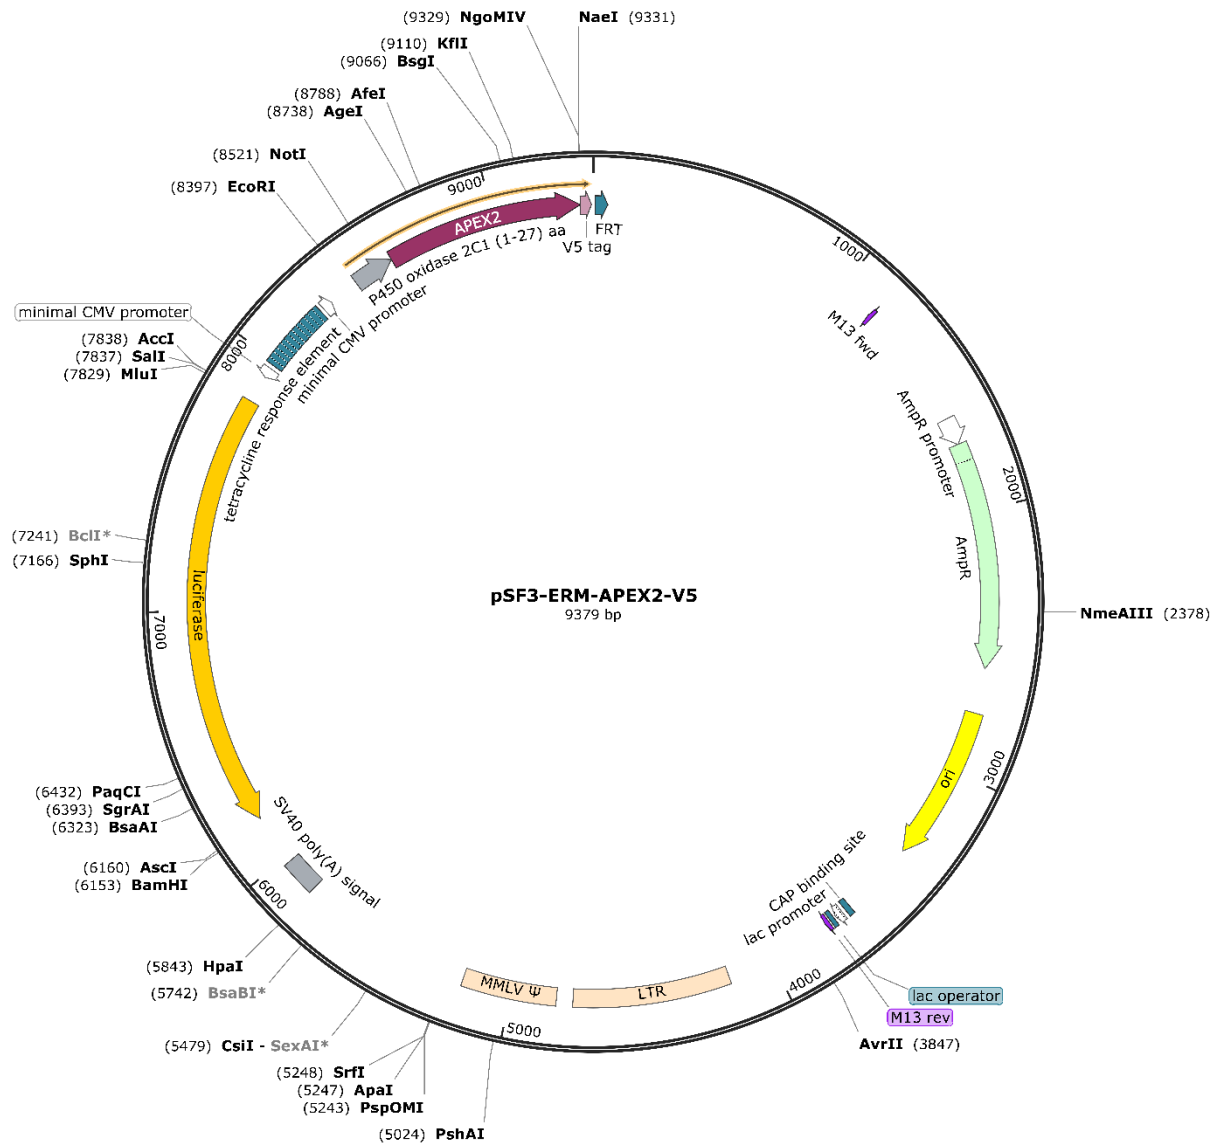 (9329) NgoMIV
NaeI (9331)
(9110) KflI
(9066) BsgI
(8788) AfeI
(8738) AgeI
(8521) NotI
(8397) EcoRI
minimal CMV promoter
(7838) AccI
(7837) SalI
(7829) MluI
(7241) BclI*
(7166) SphI
(6432) PaqCI
(6393) SgrAI
(6323) BsaAI
(6160) AscI
(6153) BamHI
(5843) HpaI
(5742) BsaBI*
(5479) CsiI - SexAI*
(5248) SrfI
(5247) ApaI
(5243) PspOMI
(5024) PshAI
AvrII (3847)
M13 rev
lac operator
NmeAIII (2378)
1000
2000
3000
4000
5000
6000
7000
8000
9000
APEX2
P450 oxidase 2C1 (1-27) aa
V5 tag
FRT
minimal CMV promoter
tetracycline response element
luciferase
SV40 poly(A) signal
MMLV Ψ
LTR
lac promoter
CAP binding site
ori
AmpR
AmpR promoter
M13 fwd
pSF3-ERM-APEX2-V5
9379 bp